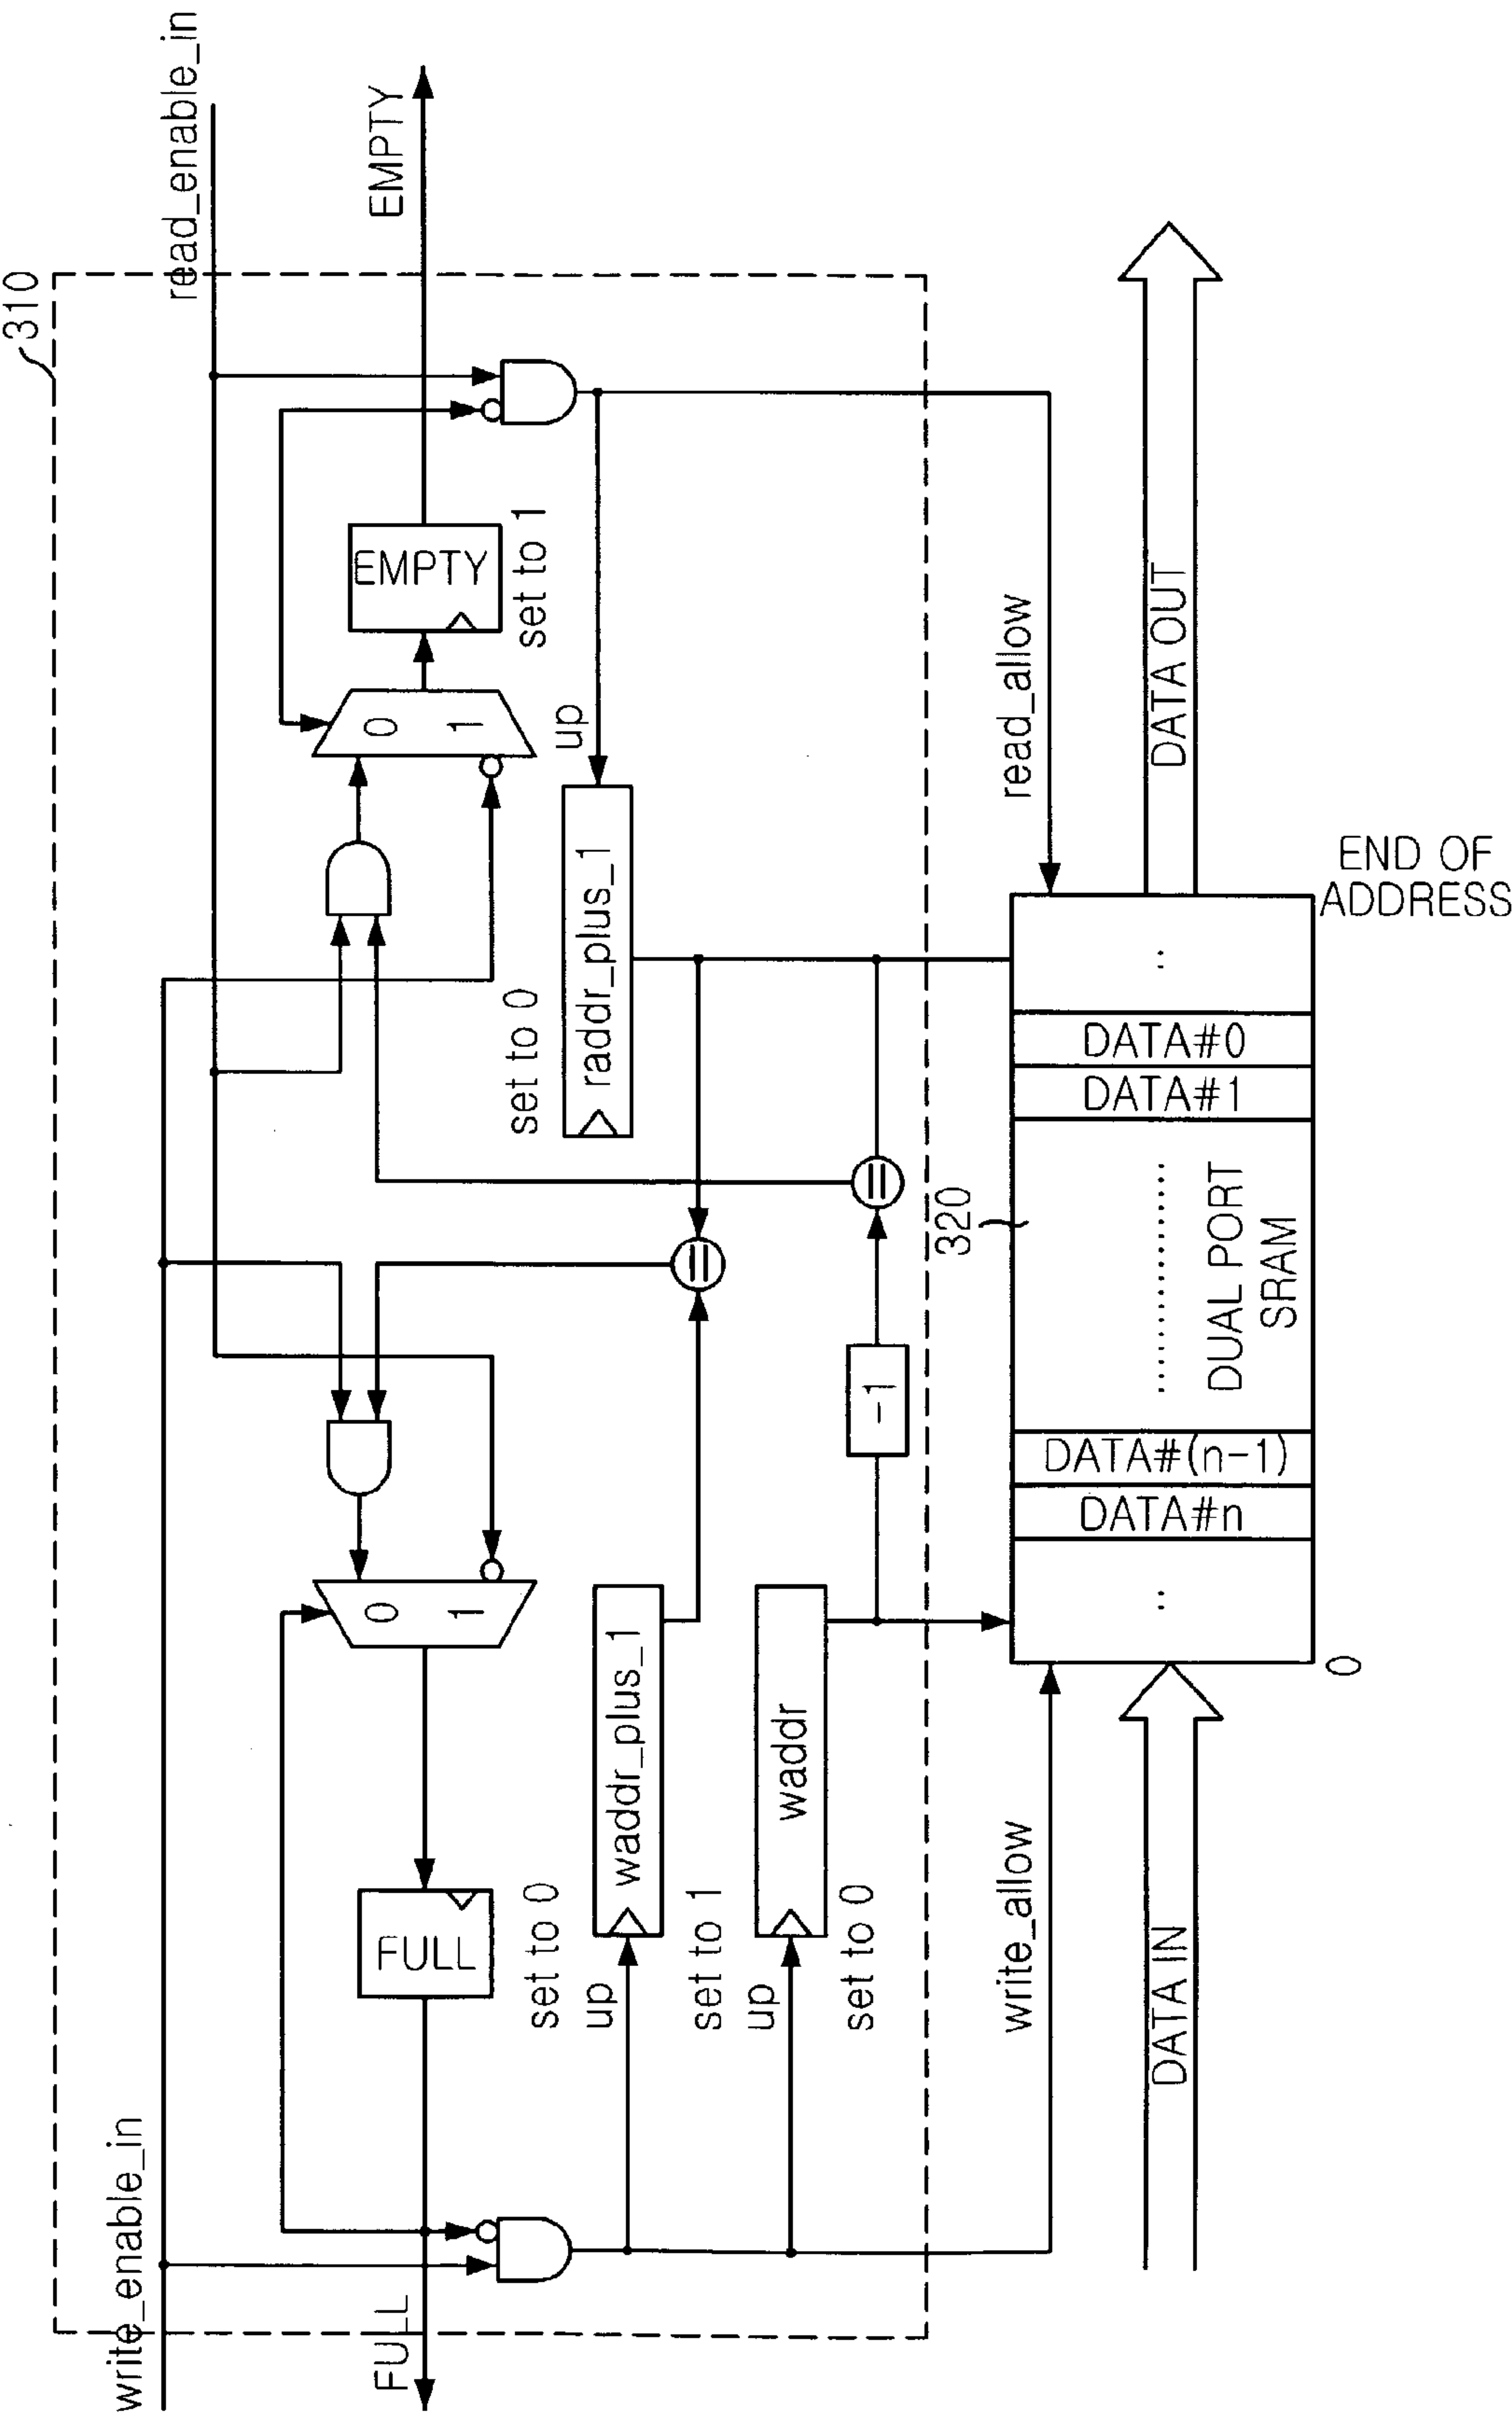 310
write_enable_in
read_enable_in
FULL
EMPTY
FULL
set to 0
0
1
0
1
EMPTY
set to 1
up
waddr_plus_1
set to 1
set to 0
raddr_plus_1
up
up
waddr
set to 0
-1
=
=
320
write_allow
read_allow
DATA IN
0
..
DATA#n
DATA#(n-1)
DUAL PORT
SRAM
DATA#1
DATA#0
..
END OF
ADDRESS
DATA OUT